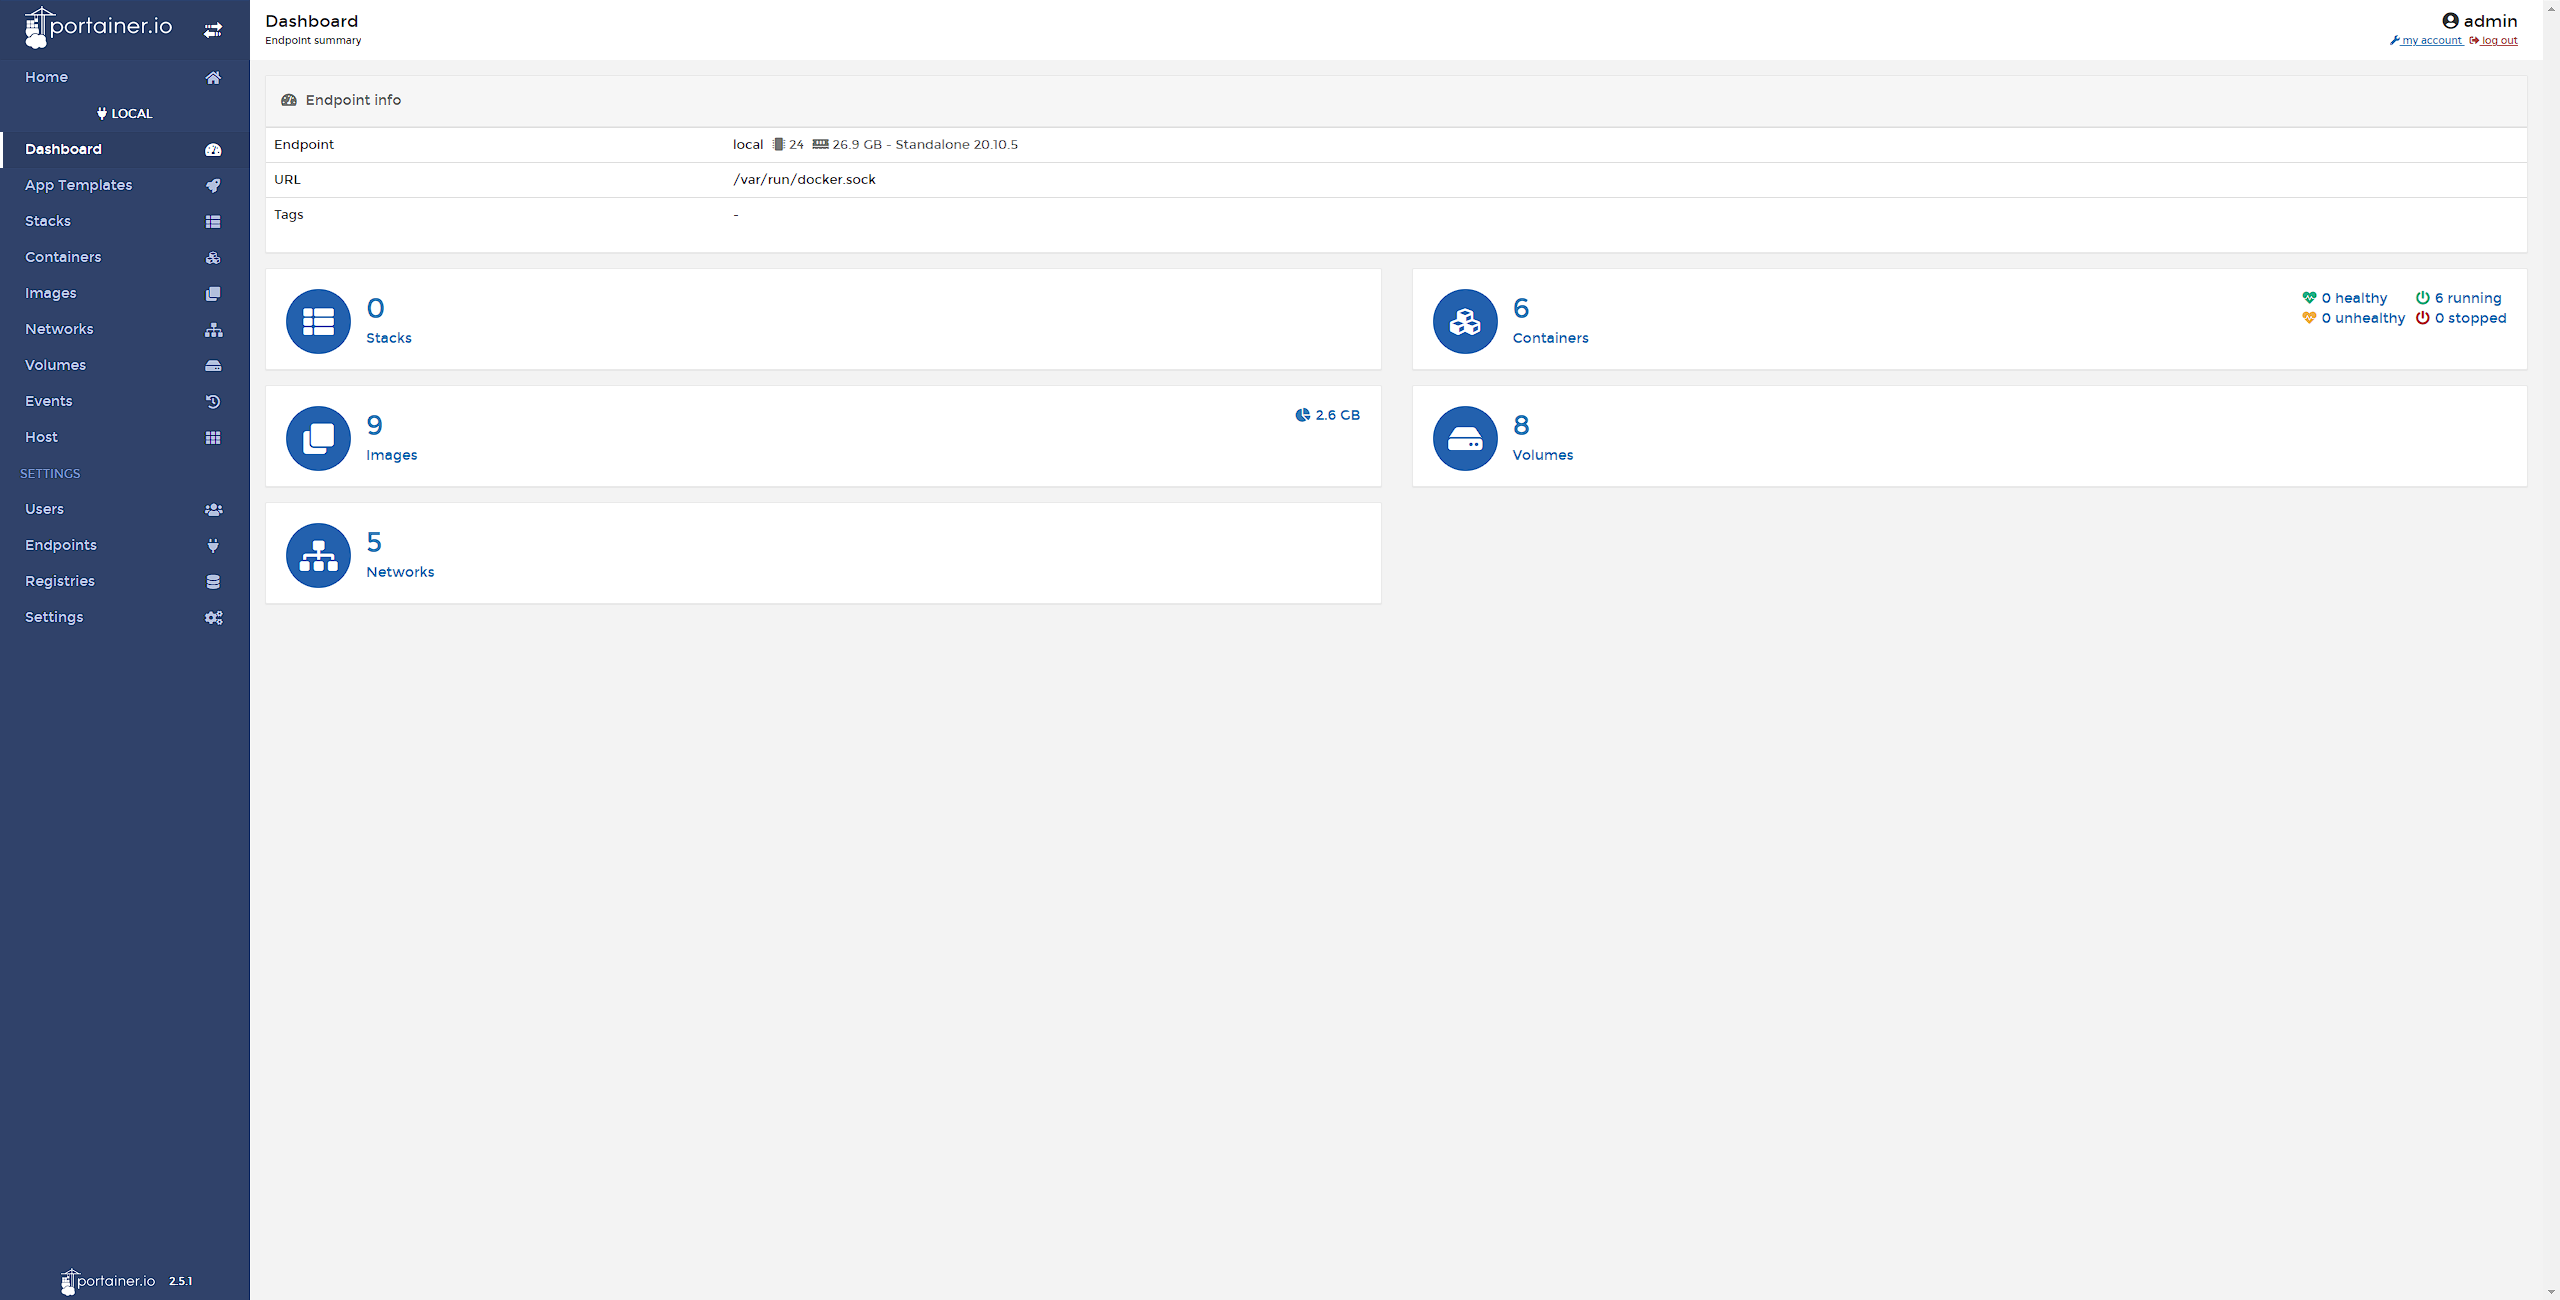 portainer.io
Home
LOCAL
Dashboard
App Templates
Stacks
Containers
Images
Networks
Volumes
Events
Host
SETTINGS
Users
Endpoints
Registries
Settings
portainer.io 2.5.1
Dashboard
Endpoint summary
admin
my account log out
Endpoint info
Endpoint local 24 26.9 GB - Standalone 20.10.5
URL /var/run/docker.sock
Tags -
0
Stacks
6
Containers
0 healthy 6 running
0 unhealthy 0 stopped
9
Images
2.6 GB
8
Volumes
5
Networks